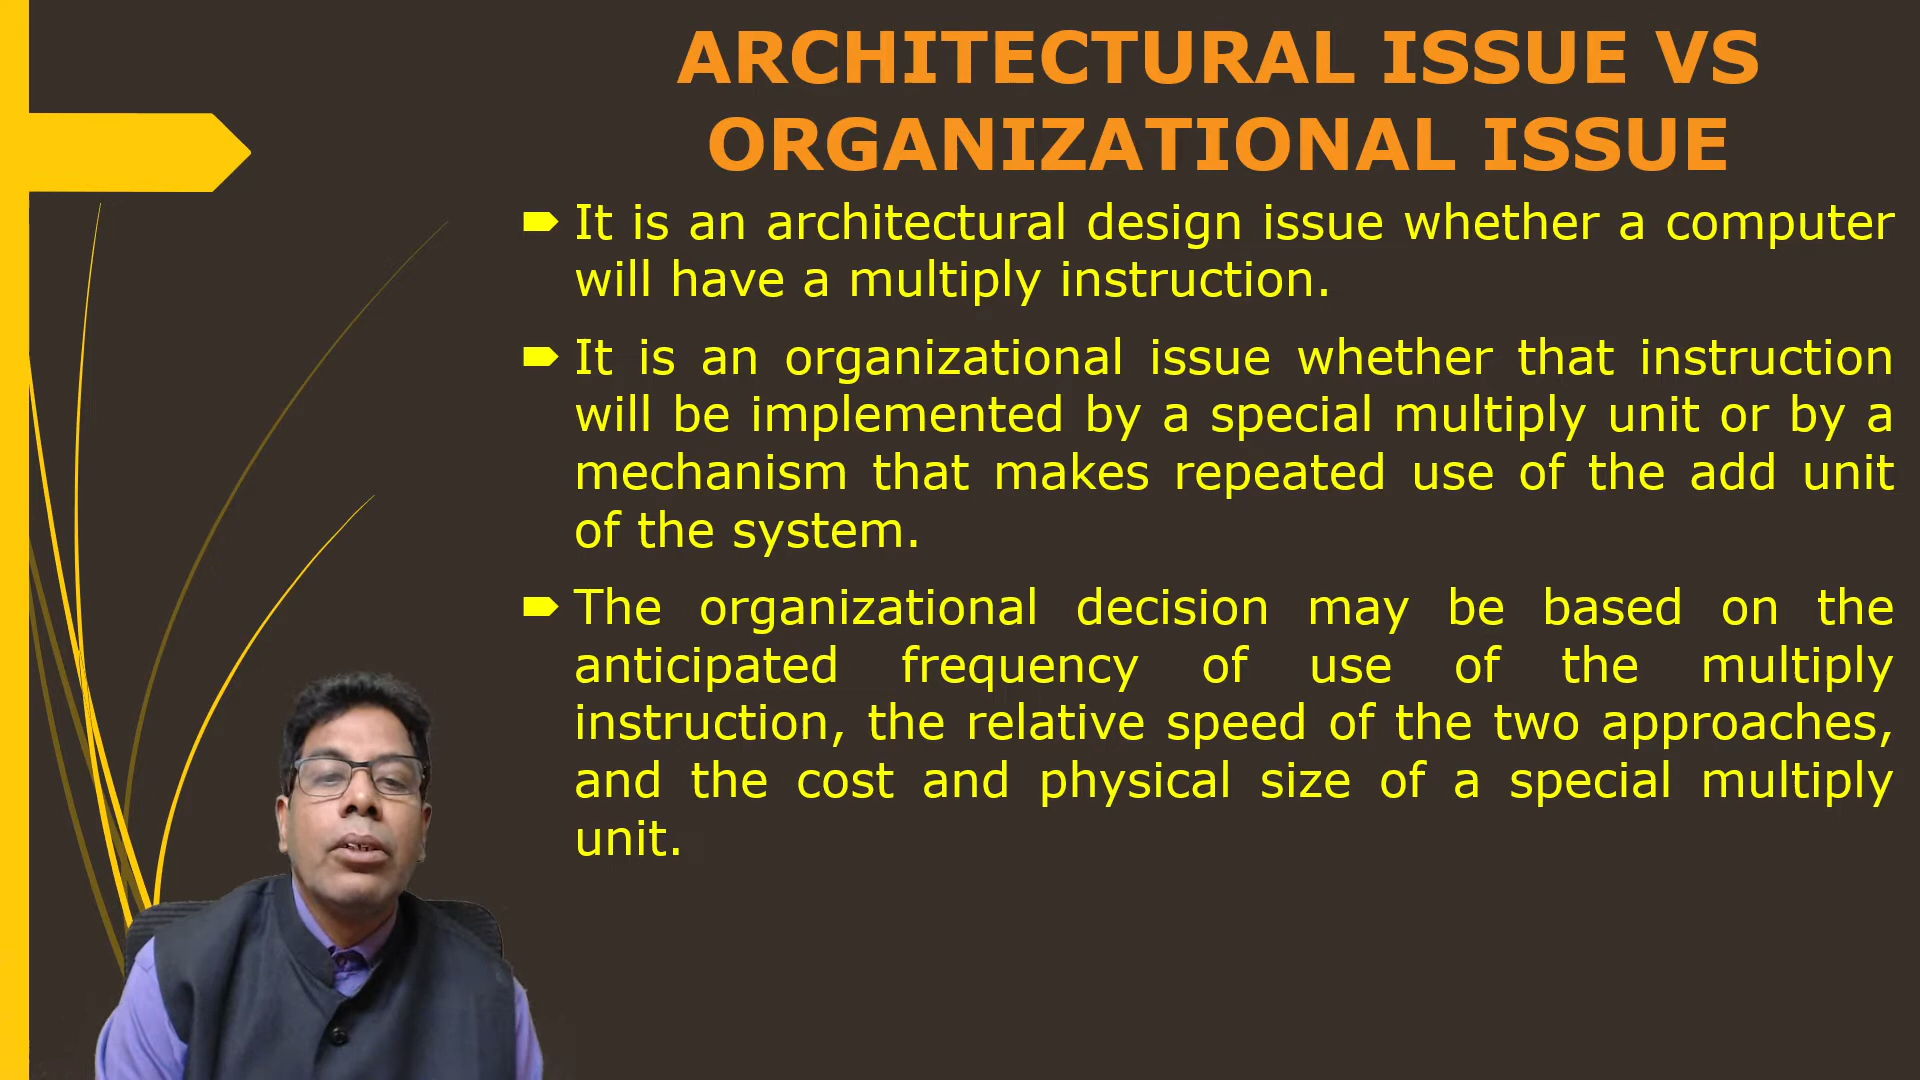 ARCHITECTURAL ISSUE VS
ORGANIZATIONAL ISSUE
It is an architectural design issue whether a computer
will have a multiply instruction.
It is an organizational issue whether that instruction
will be implemented by a special multiply unit or by a
mechanism that makes repeated use of the add unit
of the system.
The organizational decision may be based on the
anticipated frequency of use of the multiply
instruction, the relative speed of the two approaches,
and the cost and physical size of a special multiply
unit.